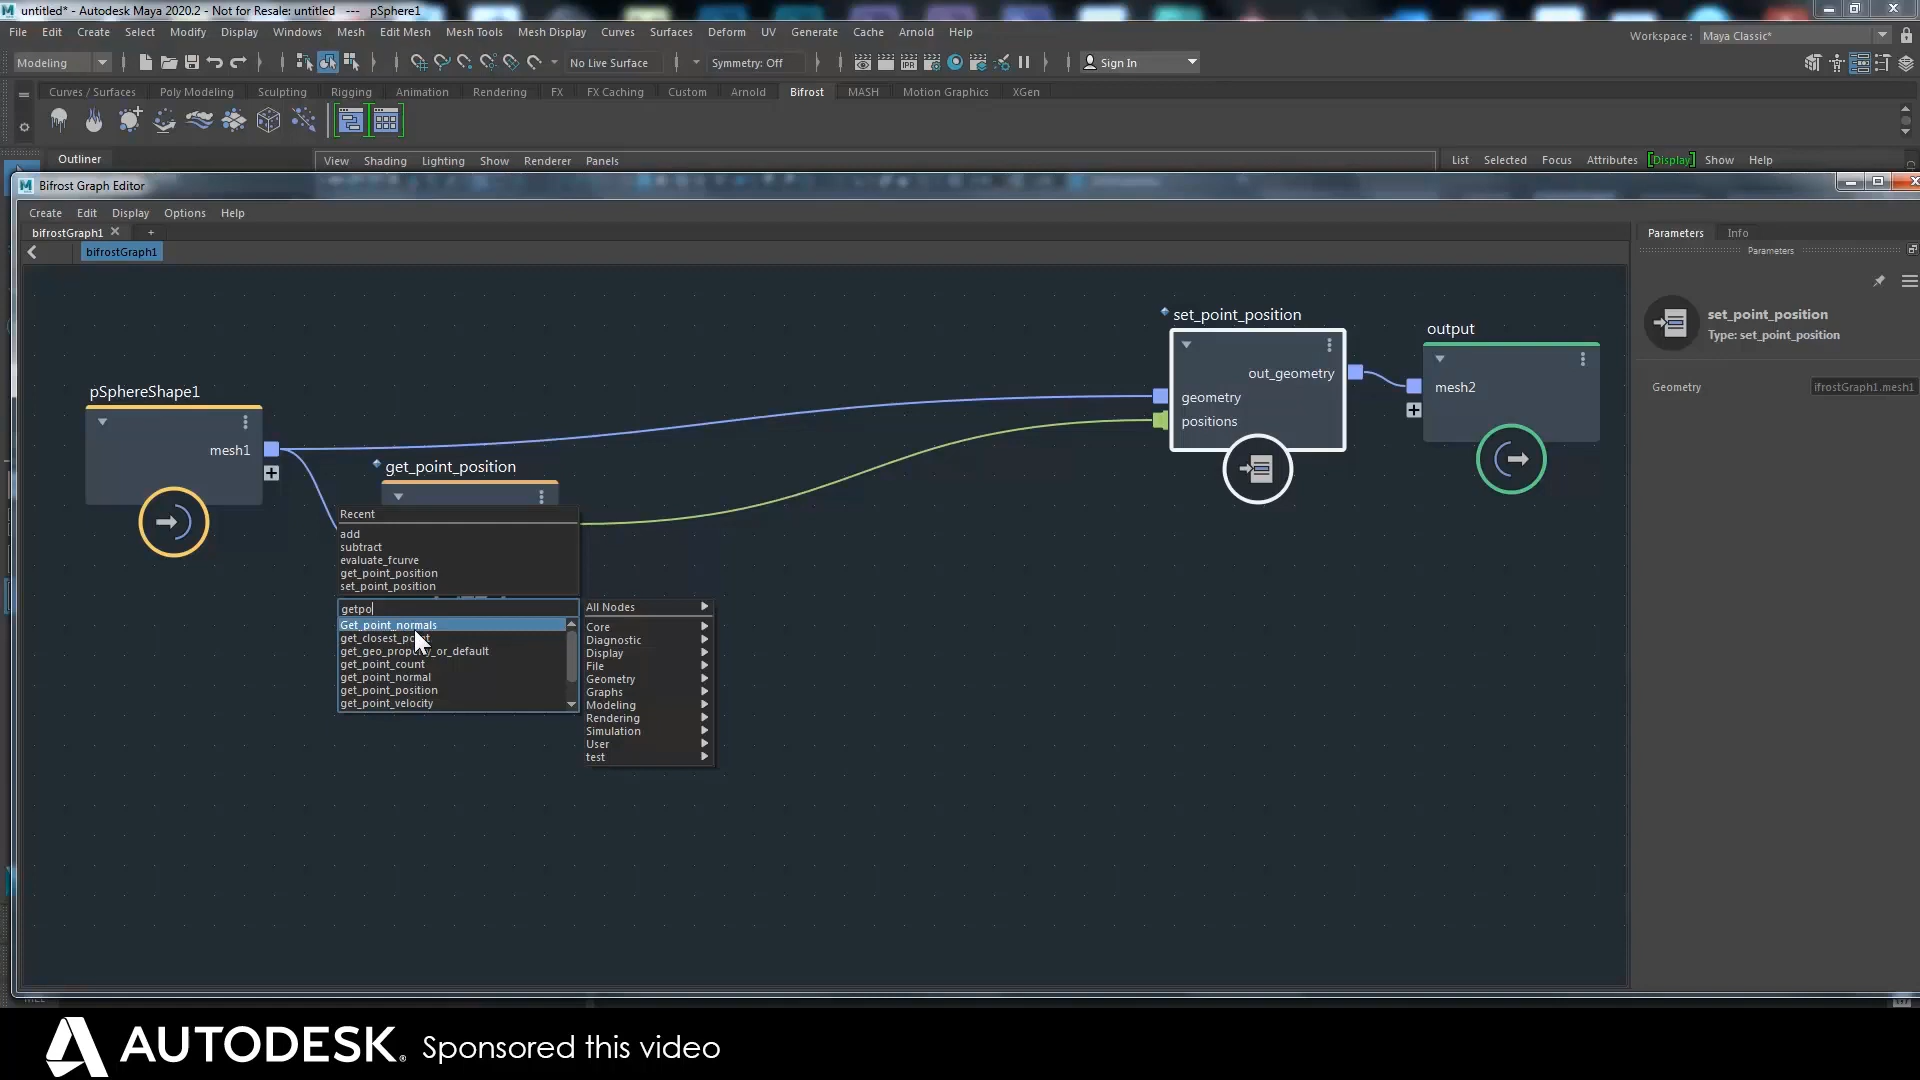 untitled* - Autodesk Maya 2020.2 - Not for Resale: untitled --- pSphere1
File Edit Create Select Modify Display Windows Mesh Edit Mesh Mesh Tools Mesh Display Curves Surfaces Deform UV Generate Cache Arnold Help
Workspace : Maya Classic*
Modeling No Live Surface Symmetry: Off IPR Sign In
Curves / Surfaces Poly Modeling Sculpting Rigging Animation Rendering FX FX Caching Custom Arnold Bifrost MASH Motion Graphics XGen
Outliner View Shading Lighting Show Renderer Panels List Selected Focus Attributes Display Show Help
Bifrost Graph Editor
Create Edit Display Options Help
bifrostGraph1
bifrostGraph1
Parameters Info
Parameters
set_point_position
Type: set_point_position
Geometry ifrostGraph1.mesh1
set_point_position
out_geometry
geometry
positions
output
mesh2
pSphereShape1
mesh1
get_point_position
Recent
add
subtract
evaluate_fcurve
get_point_position
set_point_position
getpo
Get_point_normals
get_closest_po
get_geo_prop y_or_default
get_point_count
get_point_normal
get_point_position
get_point_velocity
All Nodes
Core
Diagnostic
Display
File
Geometry
Graphs
Modeling
Rendering
Simulation
User
test
AUTODESK. Sponsored this video